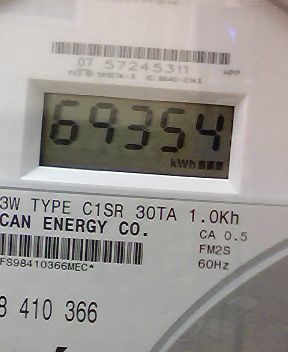 07 57245311 HPP
69354
kWh
3W TYPE C1SR 30TA 1.0Kh
CAN ENERGY CO. CA 0.5
FM2S
FS98410366MEC* 60Hz
8 410 366